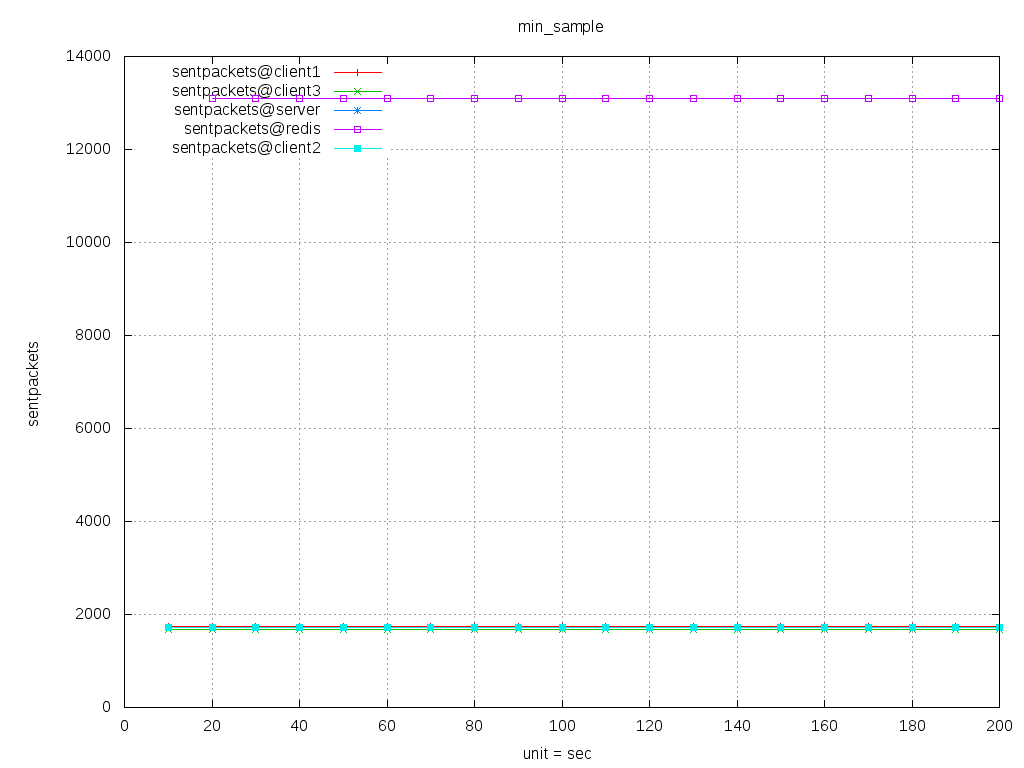 min_sample
14000
12000
10000
8000
6000
4000
2000
0
sentpackets
sentpackets@client1
sentpackets@client3
sentpackets@server
sentpackets@redis
sentpackets@client2
0 20 40 60 80 100 120 140 160 180 200
unit = sec